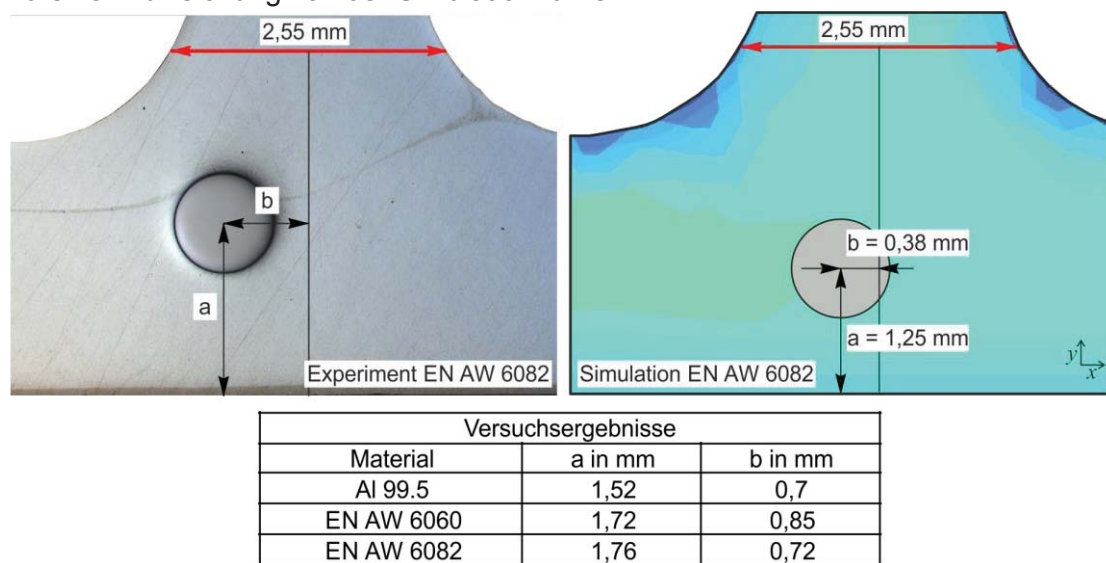 2,55 mm
b
a
Experiment EN AW 6082
2,55 mm
b = 0,38 mm
a = 1,25 mm
y
x
Simulation EN AW 6082
Versuchsergebnisse
Material a in mm b in mm
Al 99.5 1,52 0,7
EN AW 6060 1,72 0,85
EN AW 6082 1,76 0,72